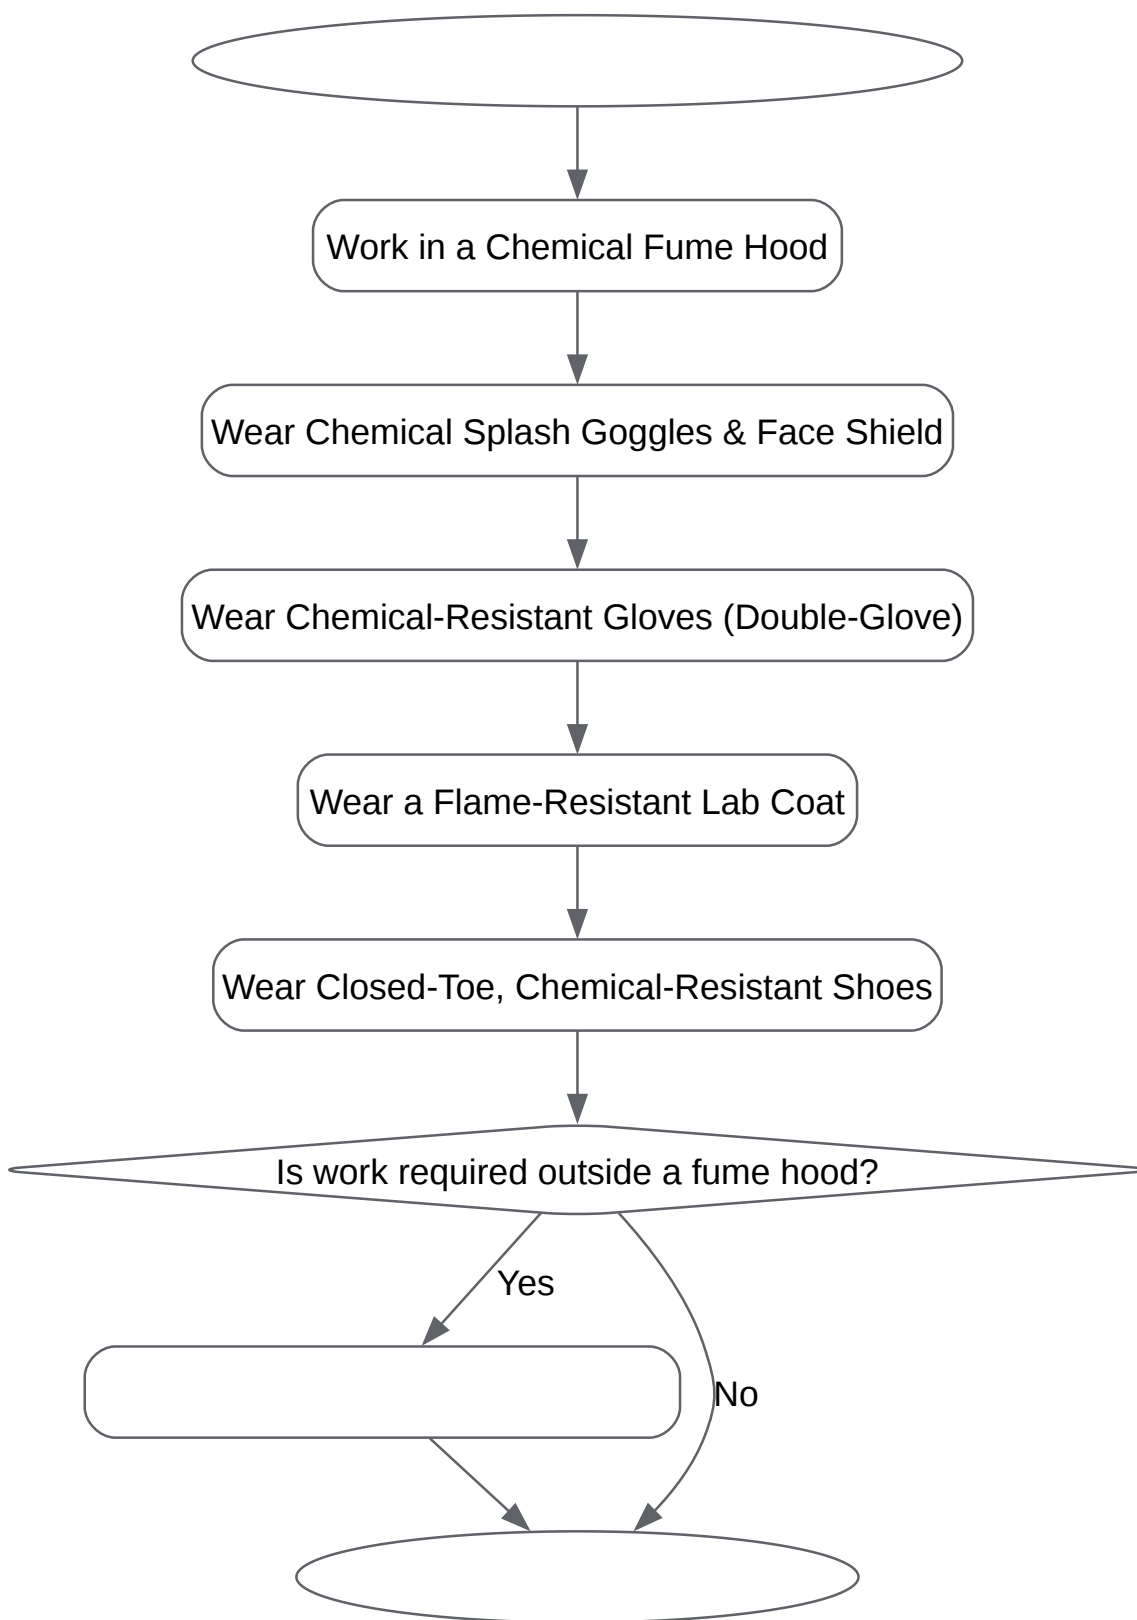 Work in a Chemical Fume Hood
Wear Chemical Splash Goggles & Face Shield
Wear Chemical-Resistant Gloves (Double-Glove)
Wear a Flame-Resistant Lab Coat
Wear Closed-Toe, Chemical-Resistant Shoes
Is work required outside a fume hood?
Yes
No